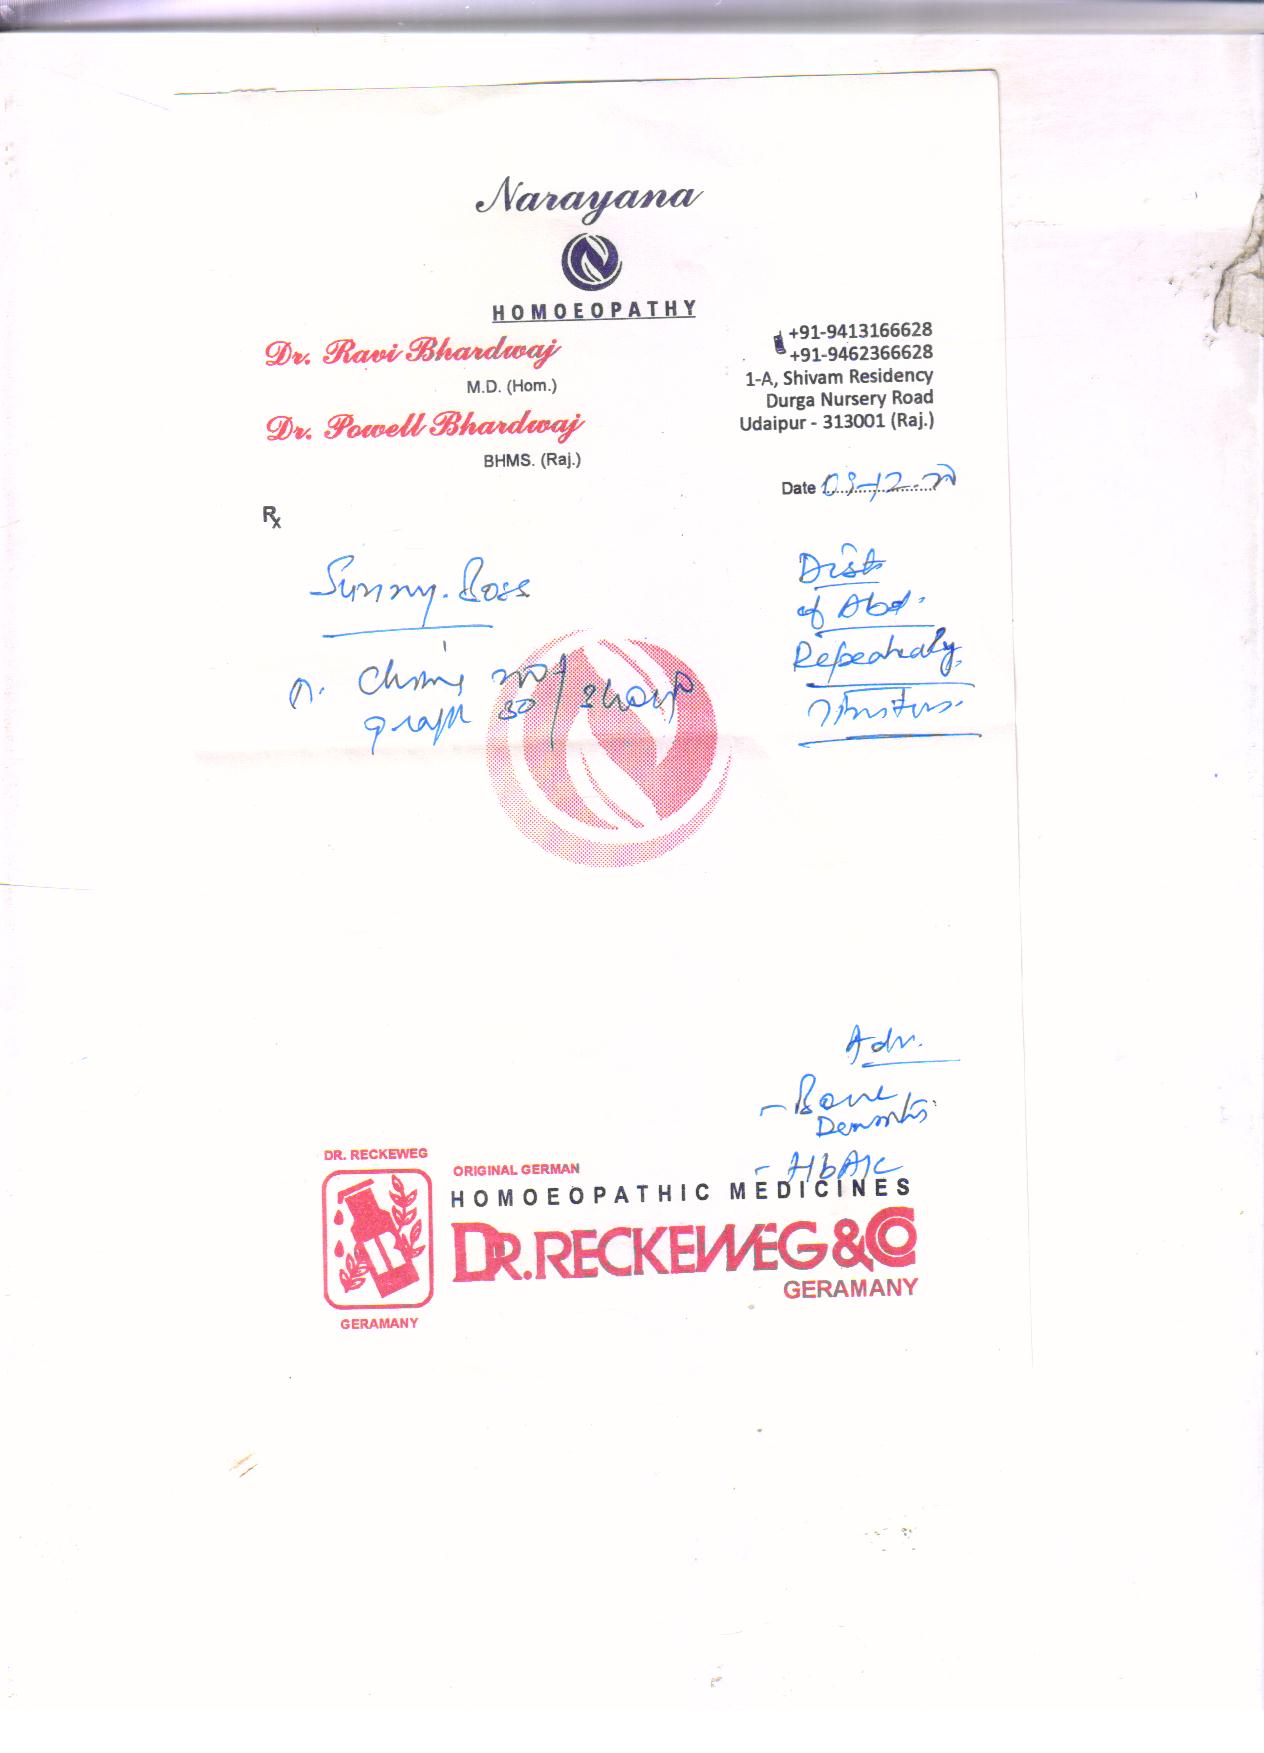 Narayana
HOMOEOPATHY
Dr. Ravi Bhardwaj
M.D. (Hom.)
Dr. Powell Bhardwaj
BHMS. (Raj.)
+91-9413166628
+91-9462366628
1-A, Shivam Residency
Durga Nursery Road
Udaipur - 313001 (Raj.)
Date
Rx
Sunny.
graph 30
Dist
of Abd.
Repeatedly
Adv.
- Bone
- HbA1C
DR. RECKEWEG
GERAMANY
ORIGINAL GERMAN
HOMOEOPATHIC MEDICINES
DR.RECKEWEG & CO
GERAMANY